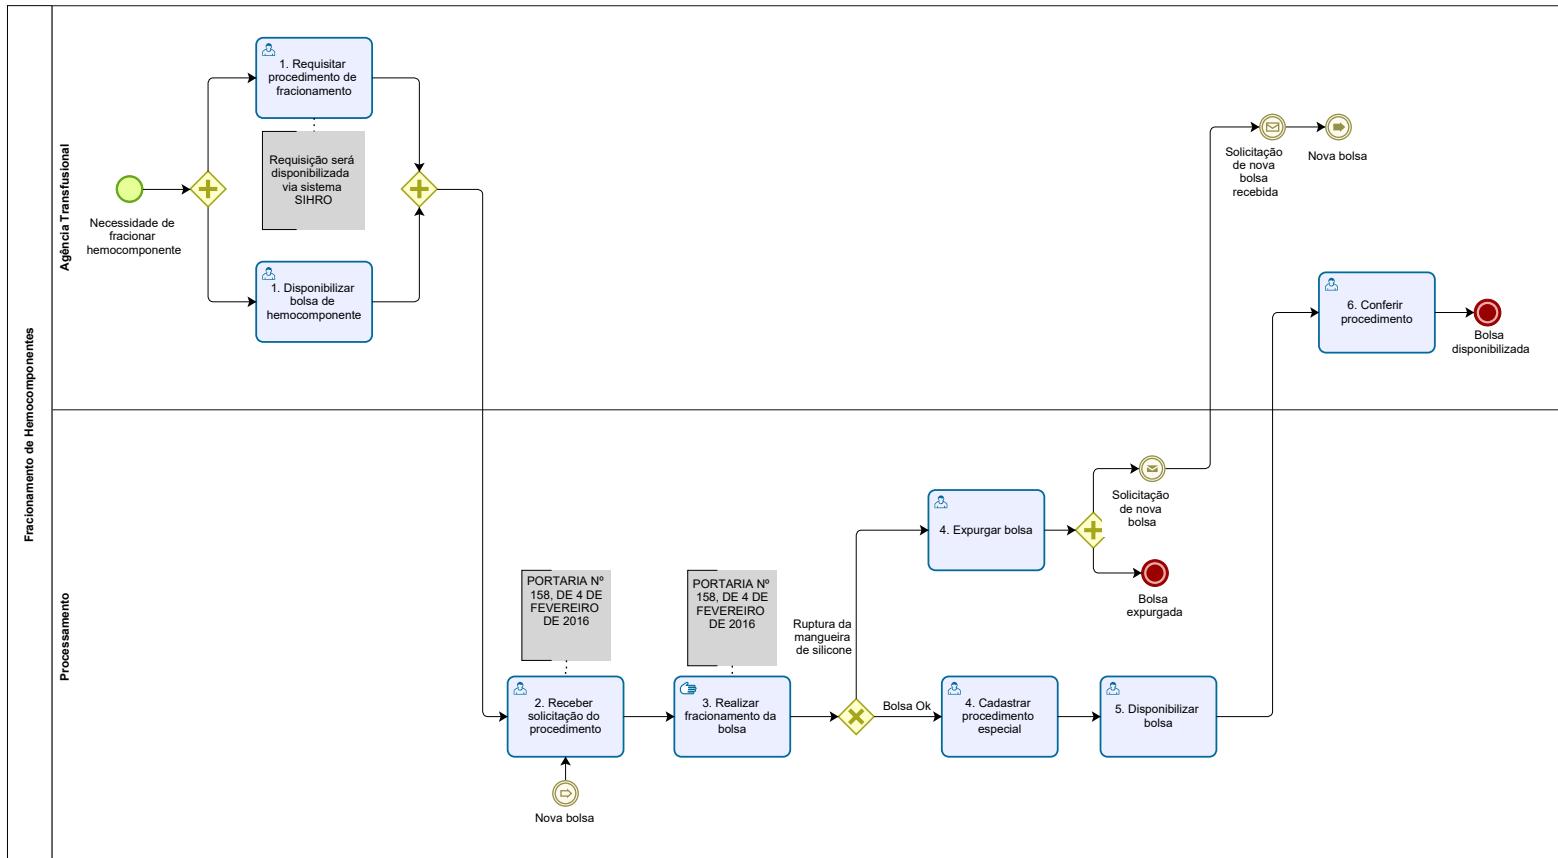 Fracionamento de Hemocomponentes
Agência Transfusional
Necessidade de
fracionar
hemocomponente
1. Requisitar
procedimento de
fracionamento
Requisição será
disponibilizada
via sistema
SIHRO
1. Disponibilizar
bolsa de
hemocomponente
Solicitação
de nova
bolsa
recebida
Nova bolsa
6. Conferir
procedimento
Bolsa
disponibilizada
Processamento
PORTARIA Nº
158, DE 4 DE
FEVEREIRO
DE 2016
2. Receber
solicitação do
procedimento
Nova bolsa
PORTARIA Nº
158, DE 4 DE
FEVEREIRO
DE 2016
3. Realizar
fracionamento da
bolsa
Ruptura da
mangueira
de silicone
Bolsa Ok
4. Expurgar bolsa
Solicitação
de nova
bolsa
Bolsa
expurgada
4. Cadastrar
procedimento
especial
5. Disponibilizar
bolsa